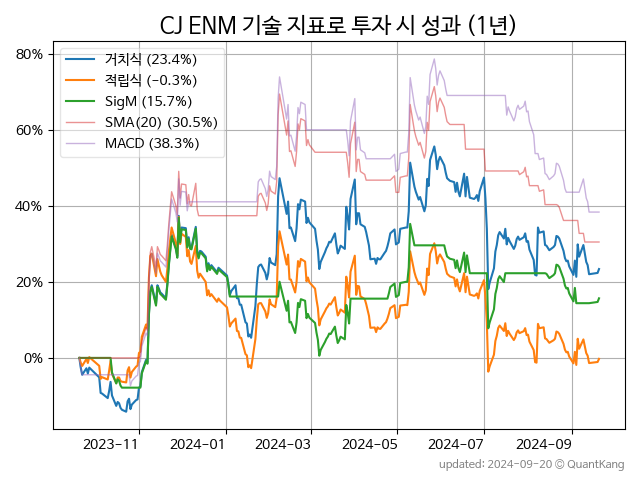 CJ ENM 기술 지표로 투자 시 성과 (1년)
80%
60%
40%
20%
0%
거치식 (23.4%)
적립식 (-0.3%)
SigM (15.7%)
SMA(20) (30.5%)
MACD (38.3%)
2023-11
2024-01
2024-03
2024-05
2024-07
2024-09
updated: 2024-09-20 © QuantKang